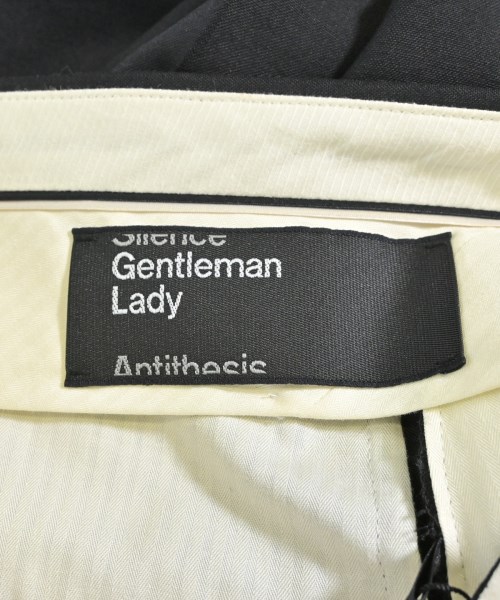 Silence
Gentleman
Lady
Antithesis